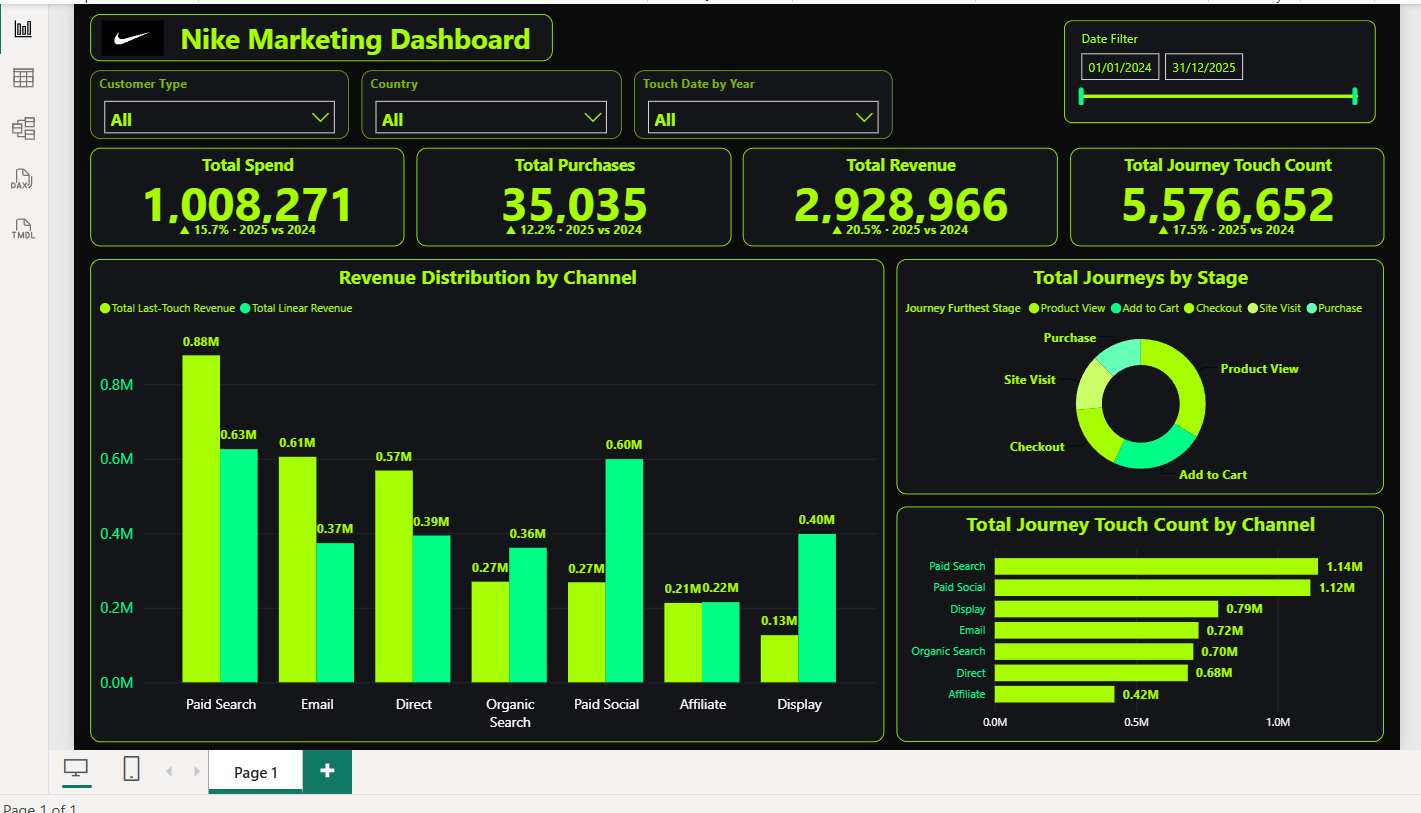 Nike Marketing Dashboard
Date Filter
01/01/2024 31/12/2025
Customer Type
All
Country
All
Touch Date by Year
All
Total Spend
1,008,271
▲ 15.7% · 2025 vs 2024
Total Purchases
35,035
▲ 12.2% · 2025 vs 2024
Total Revenue
2,928,966
▲ 20.5% · 2025 vs 2024
Total Journey Touch Count
5,576,652
▲ 17.5% · 2025 vs 2024
Revenue Distribution by Channel
Total Last-Touch Revenue Total Linear Revenue
0.8M
0.6M
0.4M
0.2M
0.0M
0.88M
0.63M
0.61M
0.37M
0.57M
0.39M
0.27M
0.36M
0.27M
0.60M
0.21M
0.22M
0.13M
0.40M
Paid Search
Email
Direct
Organic
Search
Paid Social
Affiliate
Display
Total Journeys by Stage
Journey Furthest Stage Product View Add to Cart Checkout Site Visit Purchase
Purchase
Product View
Site Visit
Checkout
Add to Cart
Total Journey Touch Count by Channel
Paid Search 1.14M
Paid Social 1.12M
Display 0.79M
Email 0.72M
Organic Search 0.70M
Direct 0.68M
Affiliate 0.42M
0.0M 0.5M 1.0M
DAX
TMDL
Page 1
+
Page 1 of 1